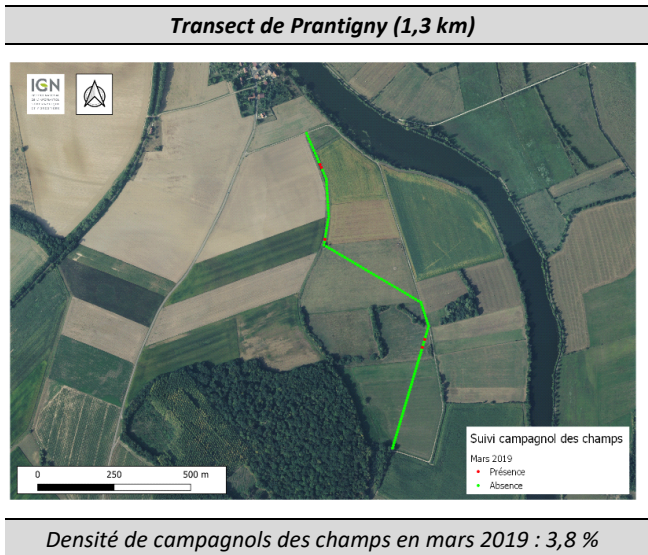 Transect de Prantigny (1,3 km)
IGN
Suivi campagnol des champs
Mars 2019
Présence
Absence
0 250 500 m
Densité de campagnols des champs en mars 2019 : 3,8 %